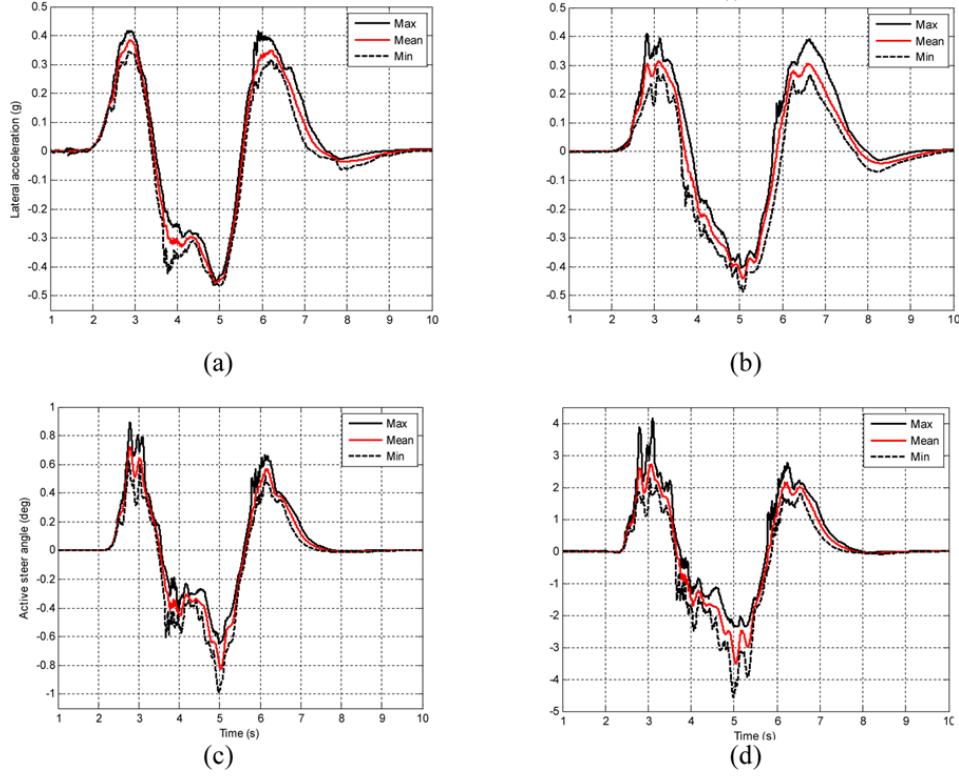 Max
Mean
Min
Lateral acceleration (g)
0.5
0.4
0.3
0.2
0.1
0
-0.1
-0.2
-0.3
-0.4
-0.5
1 2 3 4 5 6 7 8 9 10
(a)
Max
Mean
Min
0.5
0.4
0.3
0.2
0.1
0
-0.1
-0.2
-0.3
-0.4
0.5
1 2 3 4 5 6 7 8 9 10
(b)
Max
Mean
Min
Active steer angle (deg)
1
0.8
0.6
0.4
0.2
0
-0.2
-0.4
-0.6
-0.8
-1
1 2 3 4 5 6 7 8 9 10
Time (s)
(c)
Max
Mean
Min
4
3
2
1
0
-1
-2
-3
-4
-5
1 2 3 4 5 6 7 8 9 10
Time (s)
(d)